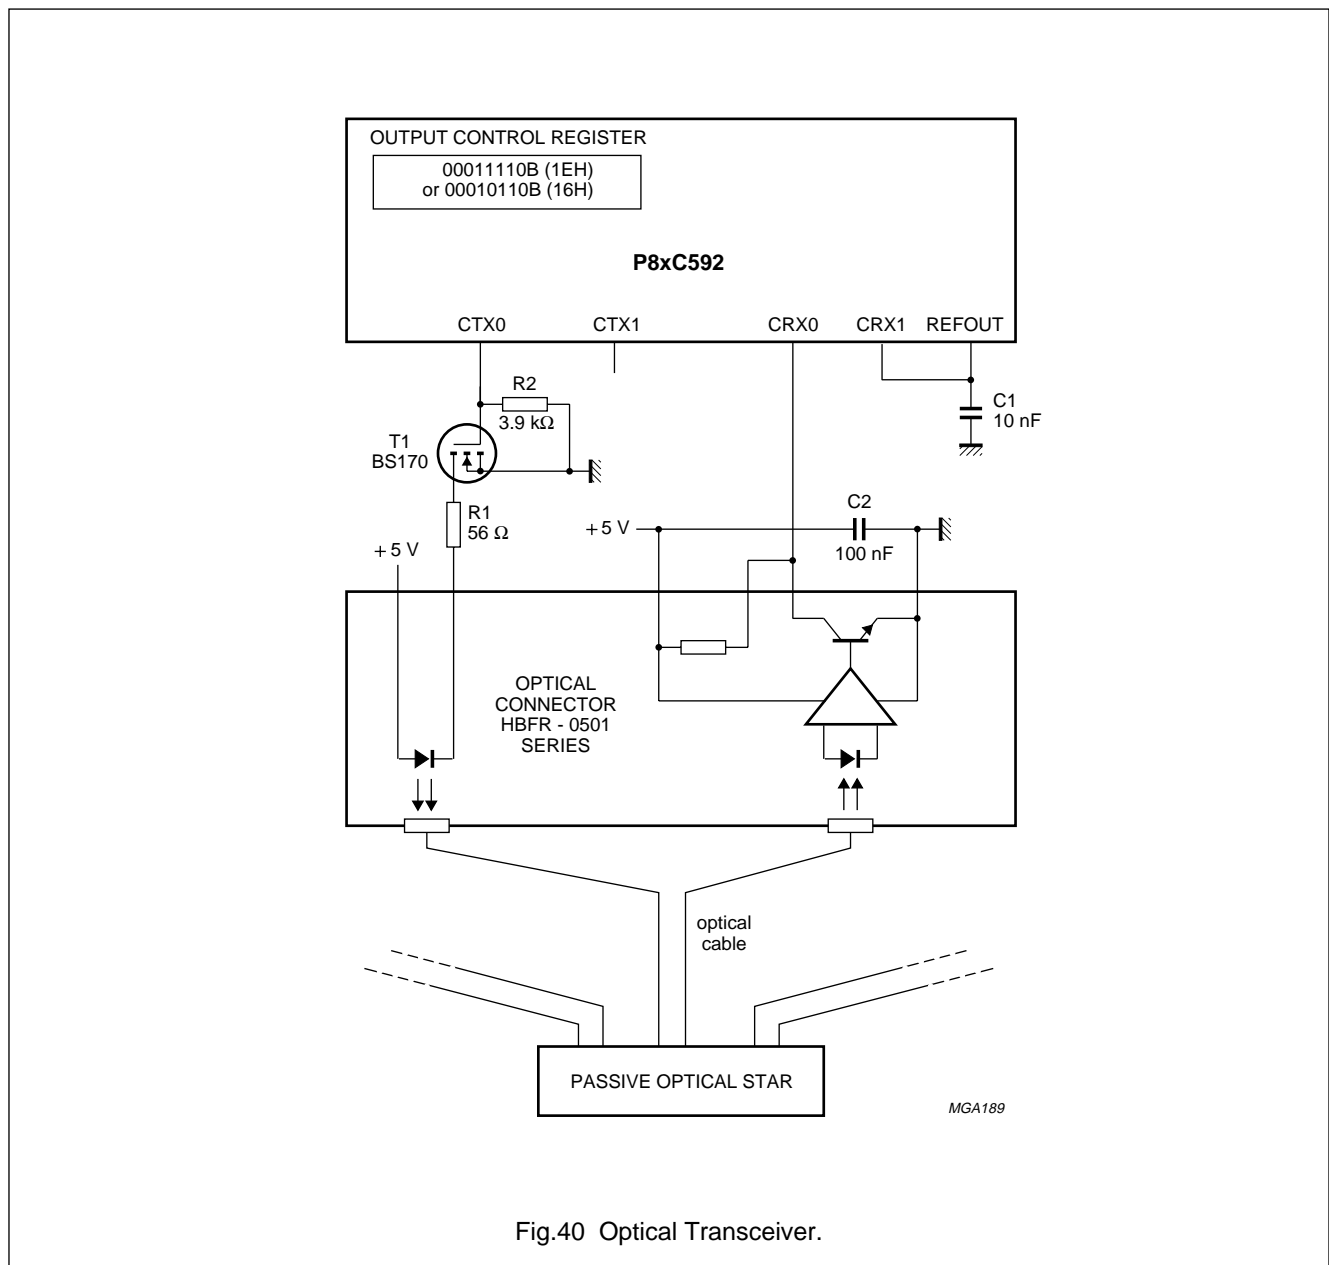 OUTPUT CONTROL REGISTER
00011110B (1EH)
or 00010110B (16H)
P8xC592
CTX0
CTX1
CRX0
CRX1
REFOUT
R2
3.9 kΩ
C1
10 nF
T1
BS170
R1
56 Ω
C2
+5 V
100 nF
+5 V
OPTICAL
CONNECTOR
HBFR - 0501
SERIES
optical
cable
PASSIVE OPTICAL STAR
MGA189
Fig.40 Optical Transceiver.